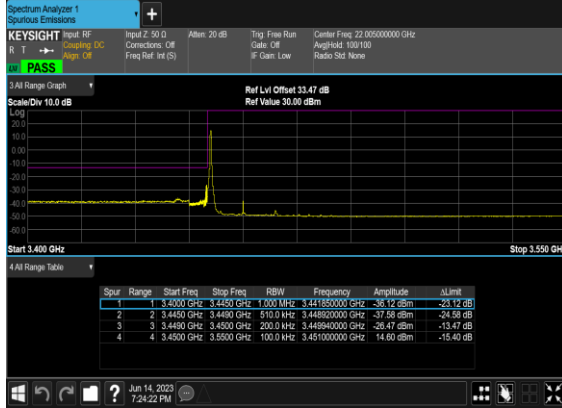 Spectrum Analyzer 1
Spurious Emissions
KEYSIGHT Input: RF Input Z: 50 Ω Atten: 20 dB Trig: Free Run Center Freq: 22.005000000 GHz
R T Coupling: DC Corrections: Off Gate: Off Avg|Hold: 100/100
Align: Off Freq Ref: Int (S) IF Gain: Low Radio Std: None
PASS
3 All Range Graph
Ref Lvl Offset 33.47 dB
Scale/Div 10.0 dB Ref Value 30.00 dBm
Log
20.0
10.0
0.00
-10.0
-20.0
-30.0
-40.0
-50.0
-60.0
Start 3.400 GHz Stop 3.550 GH
4 All Range Table
Spur Range Start Freq Stop Freq RBW Frequency Amplitude ΔLimit
1 1 3.4000 GHz 3.4450 GHz 1.000 MHz 3.441850000 GHz -36.12 dBm -23.12 dB
2 2 3.4450 GHz 3.4490 GHz 510.0 kHz 3.448920000 GHz -37.58 dBm -24.58 dB
3 3 3.4490 GHz 3.4500 GHz 200.0 kHz 3.449940000 GHz -26.47 dBm -13.47 dB
4 4 3.4500 GHz 3.5500 GHz 100.0 kHz 3.451000000 GHz 14.60 dBm -15.40 dB
? Jun 14, 2023
7:24:22 PM